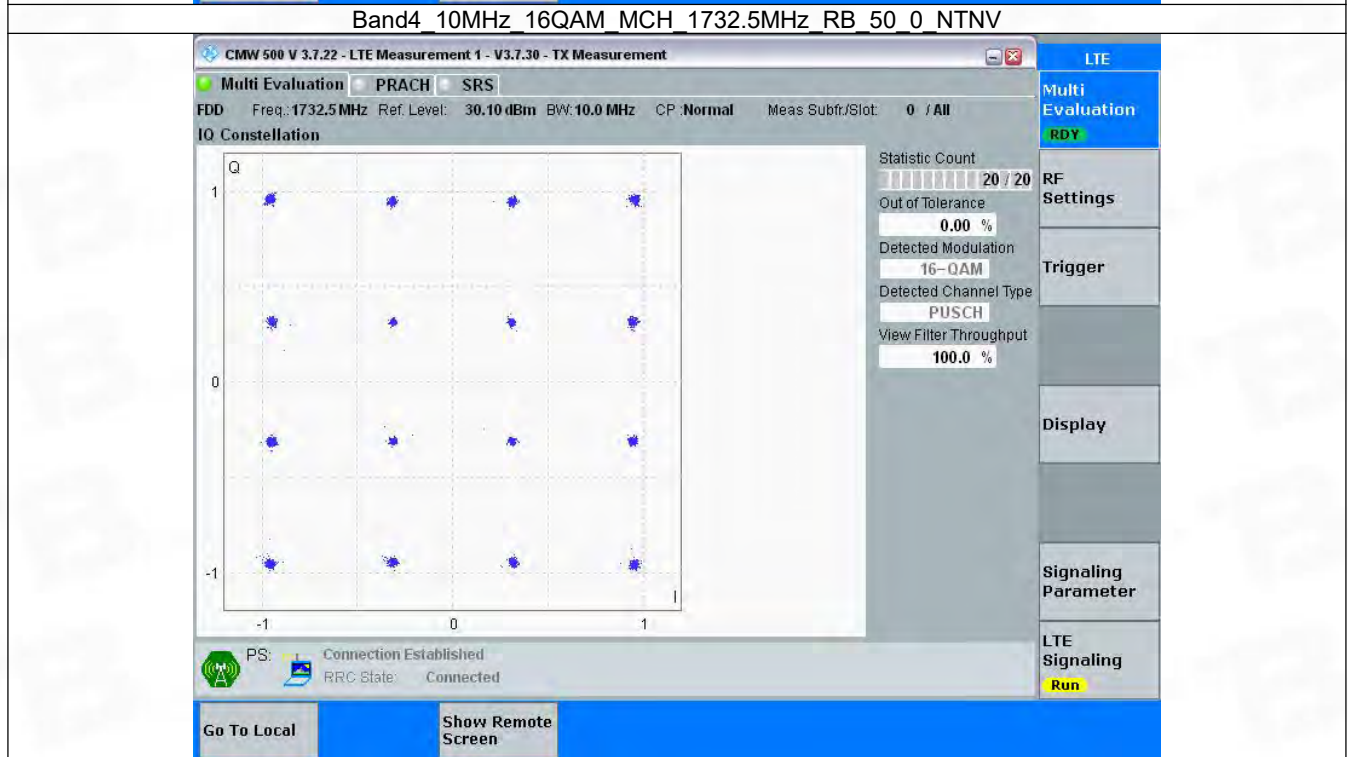 Band4_10MHz_16QAM_MCH_1732.5MHz_RB_50_0_NTNV
CMW 500 V 3.7.22 - LTE Measurement 1 - V3.7.30 - TX Measurement
LTE
Multi Evaluation PRACH SRS
Multi
Evaluation
RDY
FDD Freq.:1732.5 MHz Ref. Level: 30.10 dBm BW:10.0 MHz CP :Normal Meas Subfr./Slot: 0 / All
IQ Constellation
Q
1
0
-1
I
-1 0 1
Statistic Count
20 / 20
Out of Tolerance
0.00 %
Detected Modulation
16-QAM
Detected Channel Type
PUSCH
View Filter Throughput
100.0 %
RF
Settings
Trigger
Display
Signaling
Parameter
LTE
Signaling
Run
PS: Connection Established
RRC State: Connected
Go To Local
Show Remote
Screen